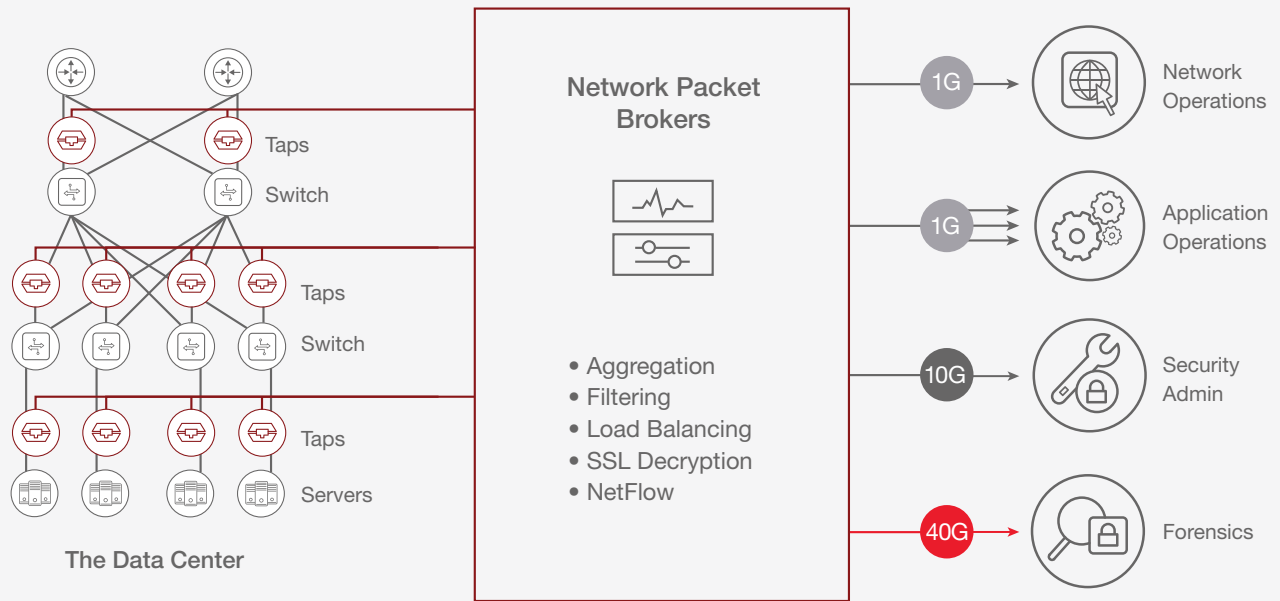 Taps
Switch
Taps
Switch
Taps
Servers
The Data Center
Network Packet
Brokers
• Aggregation
• Filtering
• Load Balancing
• SSL Decryption
• NetFlow
1G
Network
Operations
1G
Application
Operations
10G
Security
Admin
40G
Forensics